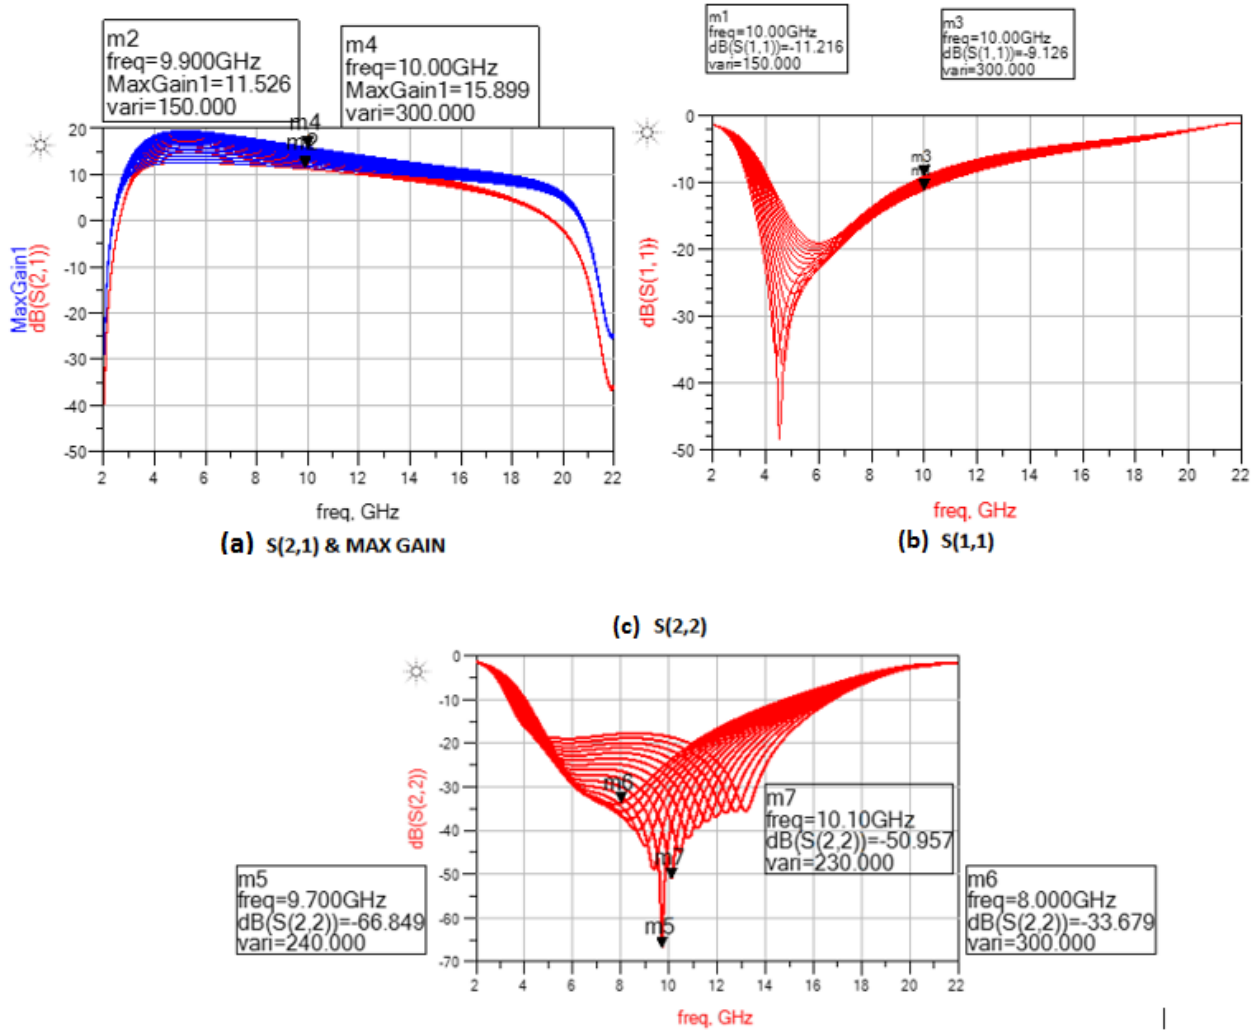 m2
freq=9.900GHz
MaxGain1=11.526
vari=150.000
m4
freq=10.00GHz
MaxGain1=15.899
vari=300.000
m4
20
10
0
-10
-20
-30
-40
-50
MaxGain1
dB(S(2,1))
2 4 6 8 10 12 14 16 18 20 22
freq, GHz
(a) S(2,1) & MAX GAIN
m1
freq=10.00GHz
dB(S(1,1))=-11.216
vari=150.000
m3
freq=10.00GHz
dB(S(1,1))=-9.126
vari=300.000
m3
0
-10
-20
-30
-40
-50
dB(S(1,1))
2 4 6 8 10 12 14 16 18 20 22
freq, GHz
(b) S(1,1)
(c) S(2,2)
0
-10
-20
-30
-40
-50
-60
-70
dB(S(2,2))
m6
m7
m5
m7
freq=10.10GHz
dB(S(2,2))=-50.957
vari=230.000
m5
freq=9.700GHz
dB(S(2,2))=-66.849
vari=240.000
m6
freq=8.000GHz
dB(S(2,2))=-33.679
vari=300.000
2 4 6 8 10 12 14 16 18 20 22
freq, GHz